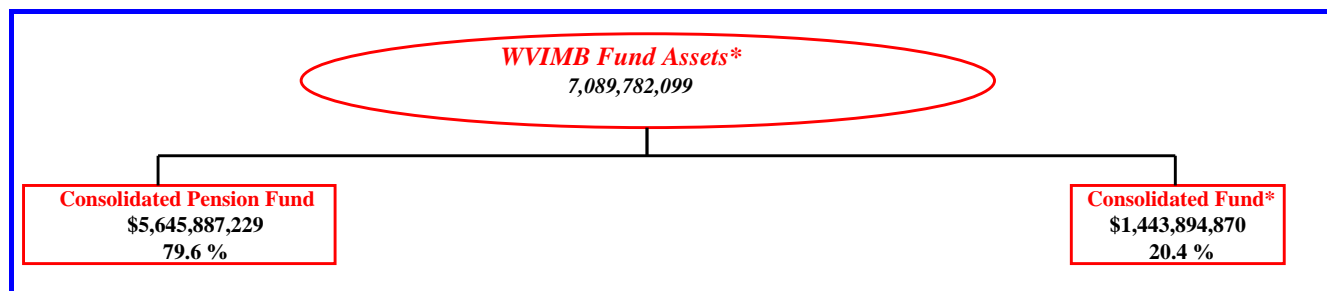 WVIMB Fund Assets*
7,089,782,099
Consolidated Pension Fund
$5,645,887,229
79.6 %
Consolidated Fund*
$1,443,894,870
20.4 %